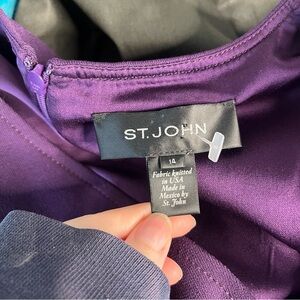 ST. JOHN
14
Fabric knitted
in USA
Made in
Mexico by
St. John